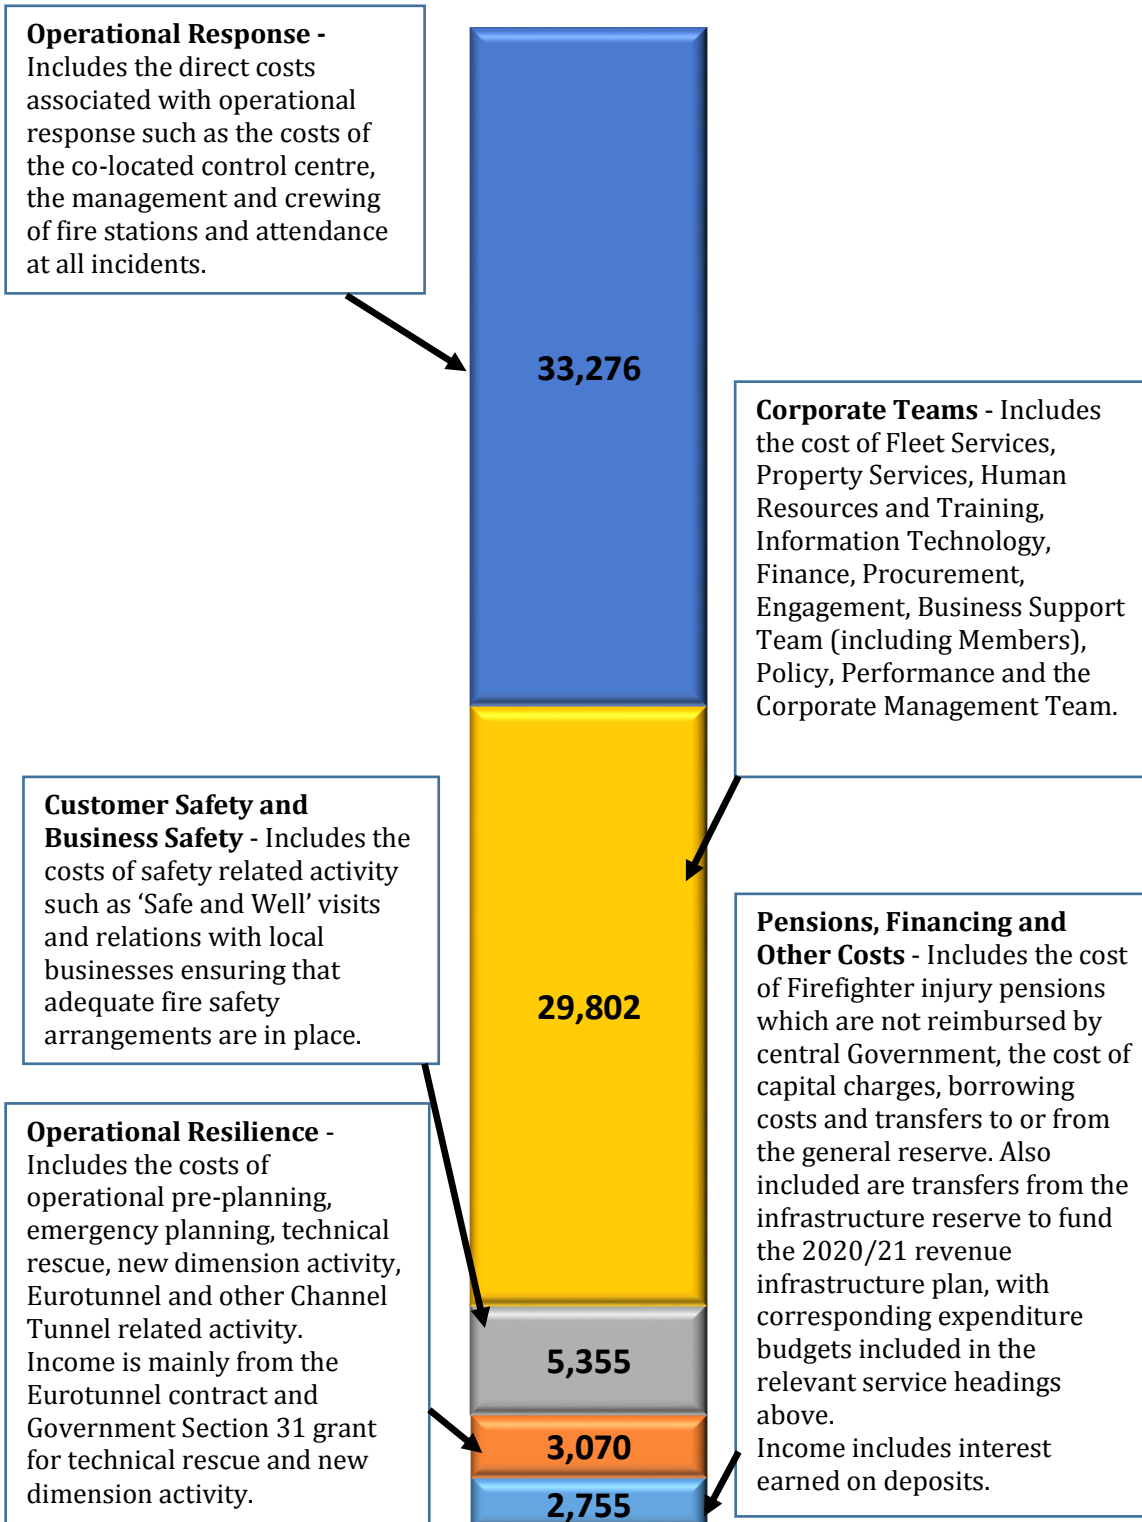 Operational Response -
Includes the direct costs
associated with operational
response such as the costs of
the co-located control centre,
the management and crewing
of fire stations and attendance
at all incidents.
33,276
Corporate Teams - Includes
the cost of Fleet Services,
Property Services, Human
Resources and Training,
Information Technology,
Finance, Procurement,
Engagement, Business Support
Team (including Members),
Policy, Performance and the
Corporate Management Team.
Customer Safety and
Business Safety - Includes the
costs of safety related activity
such as ‘Safe and Well’ visits
and relations with local
businesses ensuring that
adequate fire safety
arrangements are in place.
29,802
Pensions, Financing and
Other Costs - Includes the cost
of Firefighter injury pensions
which are not reimbursed by
central Government, the cost of
capital charges, borrowing
costs and transfers to or from
the general reserve. Also
included are transfers from the
infrastructure reserve to fund
the 2020/21 revenue
infrastructure plan, with
corresponding expenditure
budgets included in the
relevant service headings
above.
Income includes interest
earned on deposits.
Operational Resilience -
Includes the costs of
operational pre-planning,
emergency planning, technical
rescue, new dimension activity,
Eurotunnel and other Channel
Tunnel related activity.
Income is mainly from the
Eurotunnel contract and
Government Section 31 grant
for technical rescue and new
dimension activity.
5,355
3,070
2,755